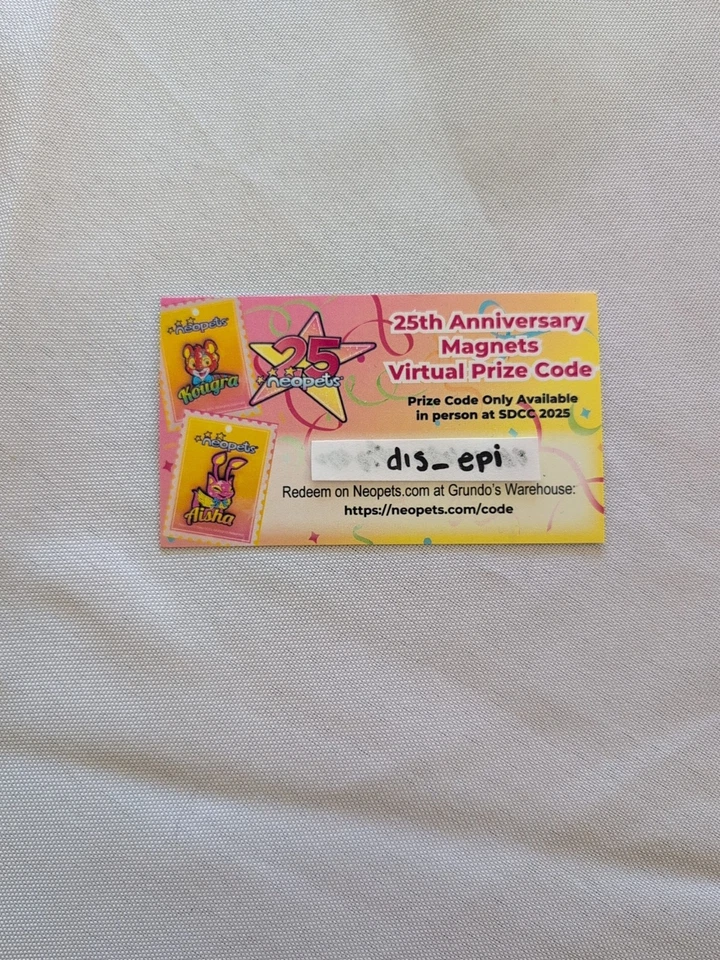 neopets
Kougra
25
neopets
neopets
Aisha
25th Anniversary
Magnets
Virtual Prize Code
Prize Code Only Available
in person at SDCC 2025
dis_epi
Redeem on Neopets.com at Grundo's Warehouse:
https://neopets.com/code